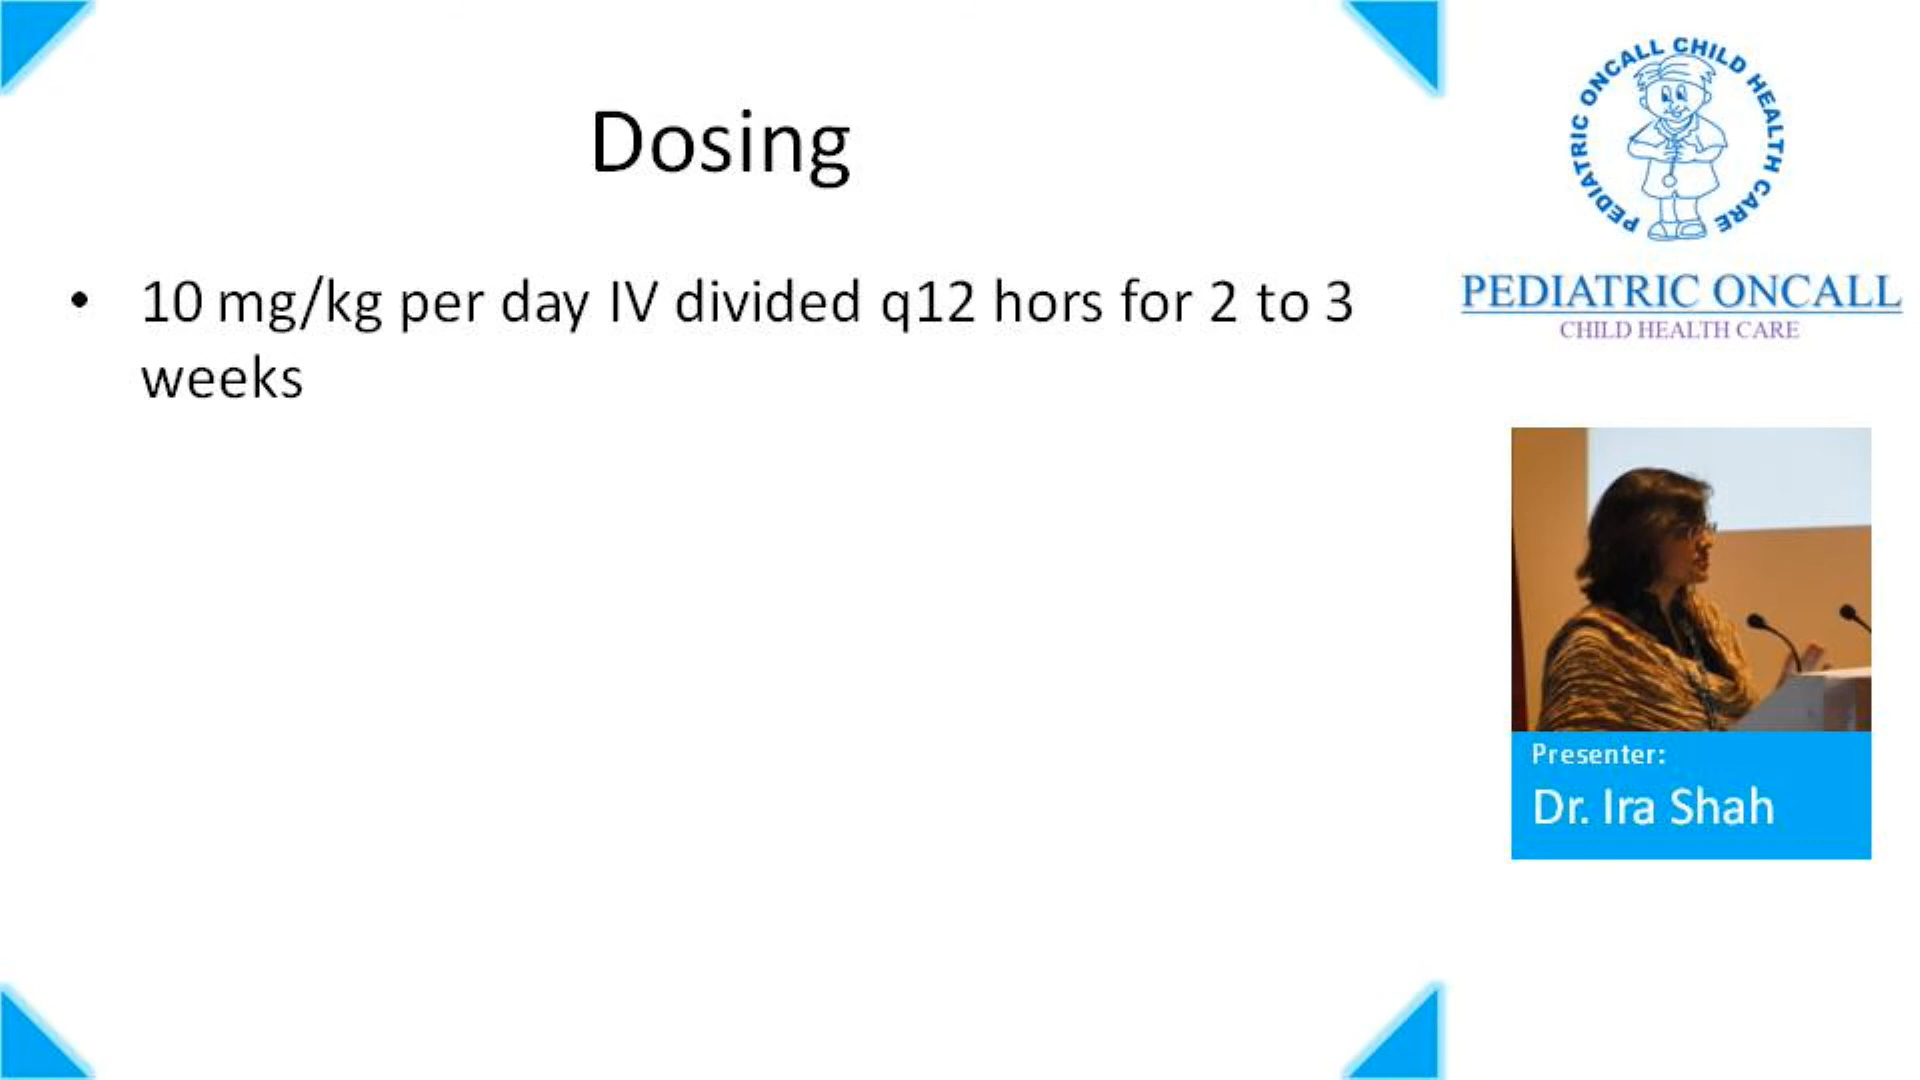 Dosing
• 10 mg/kg per day IV divided q12 hors for 2 to 3
weeks
PEDIATRIC ONCALL CHILD HEALTH CARE
PEDIATRIC ONCALL
CHILD HEALTH CARE
Presenter:
Dr. Ira Shah